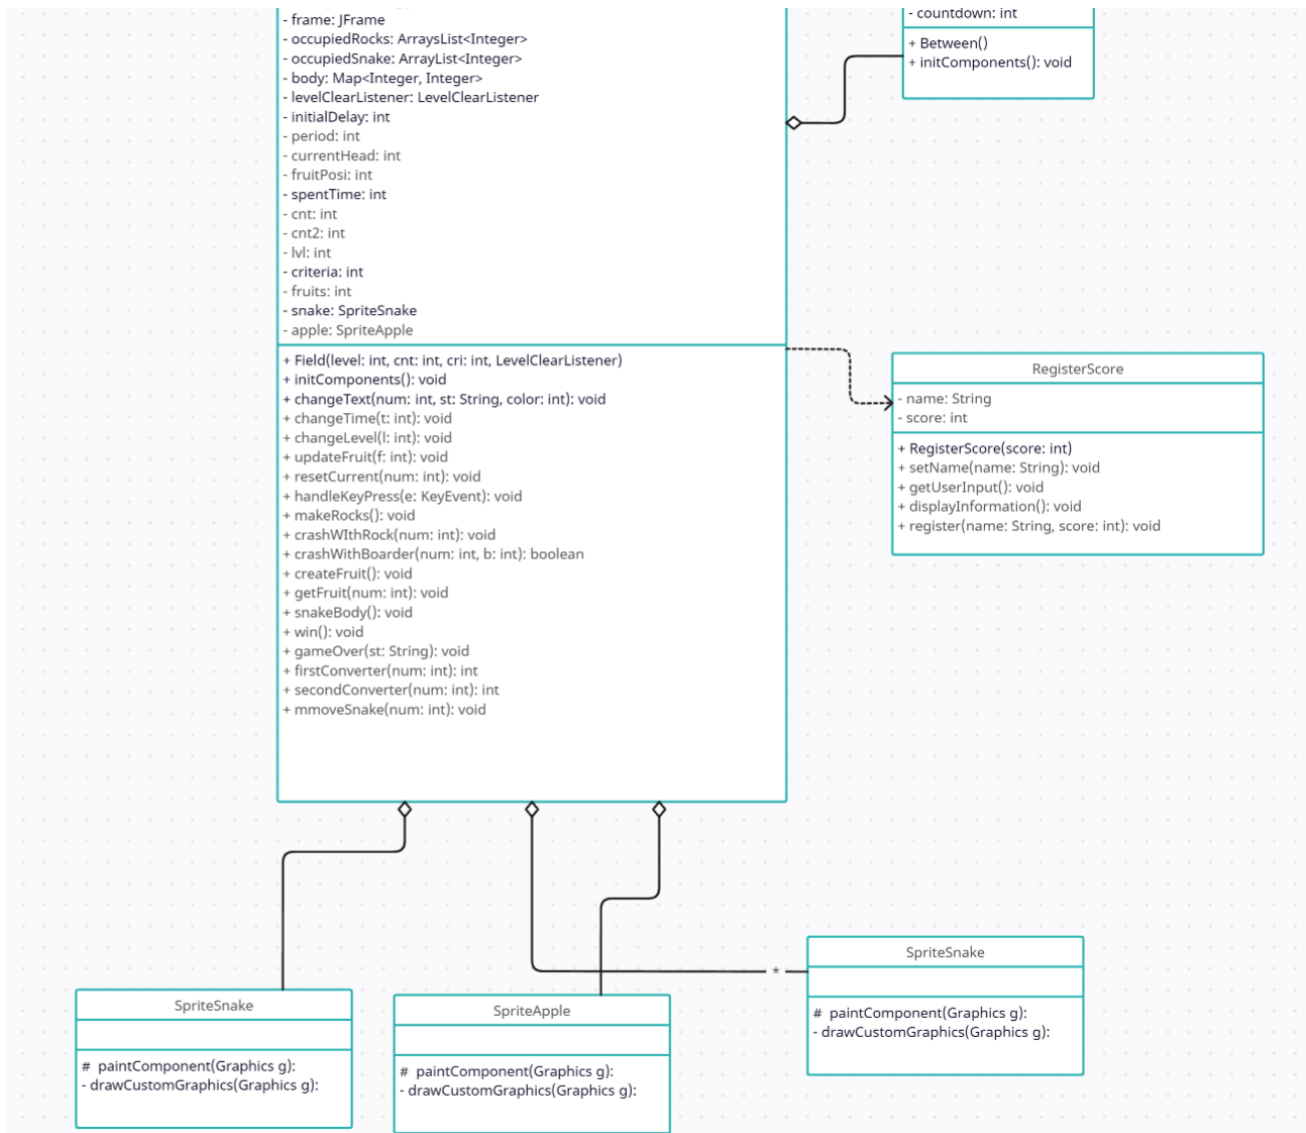 - frame: JFrame
- occupiedRocks: ArraysList<Integer>
- occupiedSnake: ArrayList<Integer>
- body: Map<Integer, Integer>
- levelClearListener: LevelClearListener
- initialDelay: int
- period: int
- currentHead: int
- fruitPosi: int
- spentTime: int
- cnt: int
- cnt2: int
- lvl: int
- criteria: int
- fruits: int
- snake: SpriteSnake
- apple: SpriteApple
+ Field(level: int, cnt: int, cri: int, LevelClearListener)
+ initComponents(): void
+ changeText(num: int, st: String, color: int): void
+ changeTime(t: int): void
+ changeLevel(l: int): void
+ updateFruit(f: int): void
+ resetCurrent(num: int): void
+ handleKeyPress(e: KeyEvent): void
+ makeRocks(): void
+ crashWIthRock(num: int): void
+ crashWithBoarder(num: int, b: int): boolean
+ createFruit(): void
+ getFruit(num: int): void
+ snakeBody(): void
+ win(): void
+ gameOver(st: String): void
+ firstConverter(num: int): int
+ secondConverter(num: int): int
+ mmoveSnake(num: int): void
- countdown: int
+ Between()
+ initComponents(): void
RegisterScore
- name: String
- score: int
+ RegisterScore(score: int)
+ setName(name: String): void
+ getUserInput(): void
+ displayInformation(): void
+ register(name: String, score: int): void
SpriteSnake
# paintComponent(Graphics g):
- drawCustomGraphics(Graphics g):
SpriteApple
# paintComponent(Graphics g):
- drawCustomGraphics(Graphics g):
*
SpriteSnake
# paintComponent(Graphics g):
- drawCustomGraphics(Graphics g):